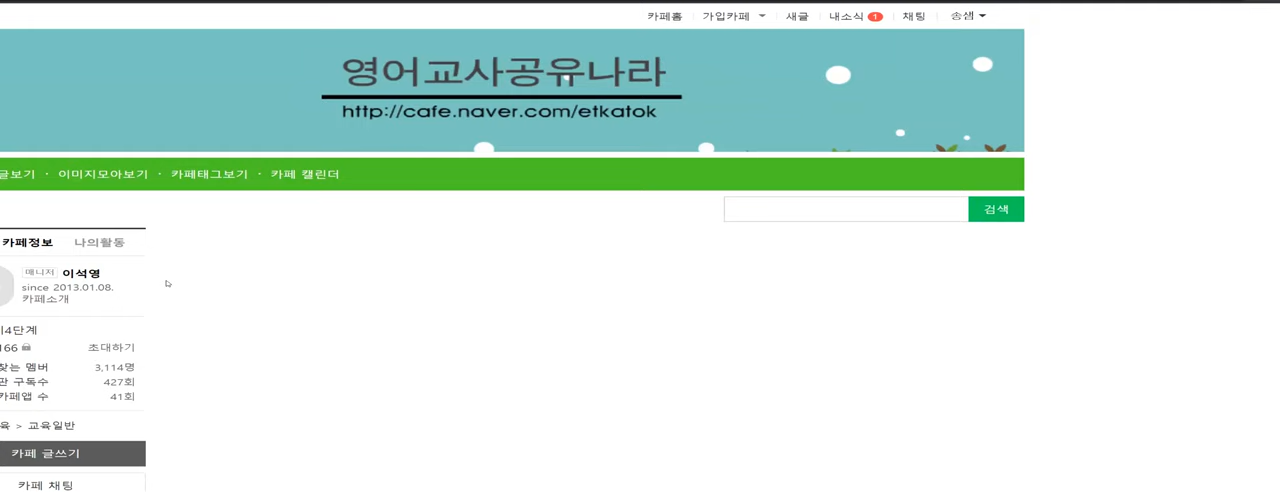 카페홈 가입카페 새글 내소식 1 채팅 송샘
영어교사공유나라
http://cafe.naver.com/etkatok
글보기 · 이미지모아보기 · 카페태그보기 · 카페 캘린더
검색
카페정보 나의활동
매니저 이석영
since 2013.01.08.
카페소개
4단계
166 초대하기
찾는 멤버 3,114명
판 구독수 427회
카페앱 수 41회
육 > 교육일반
카페 글쓰기
카페 채팅